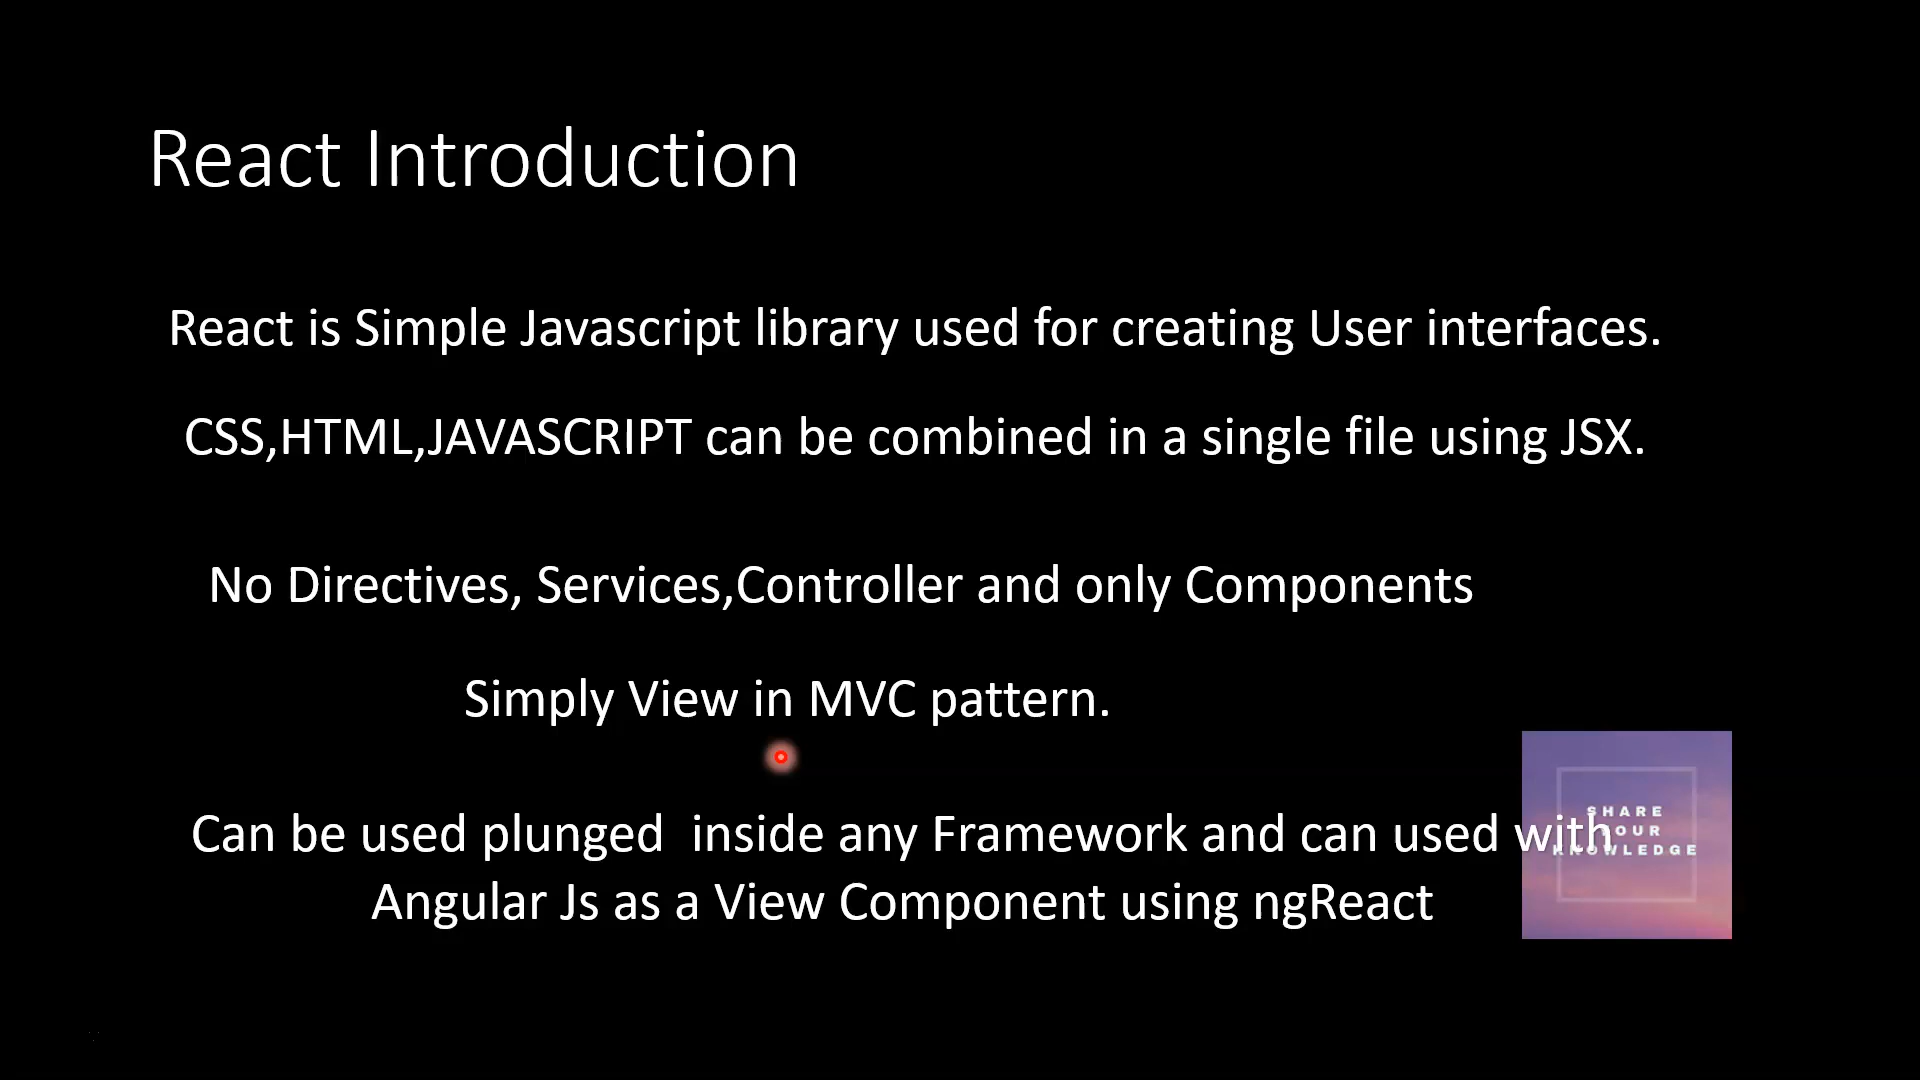 React Introduction
React is Simple Javascript library used for creating User interfaces.
CSS,HTML,JAVASCRIPT can be combined in a single file using JSX.
No Directives, Services,Controller and only Components
Simply View in MVC pattern.
Can be used plunged  inside any Framework and can used with
Angular Js as a View Component using ngReact
SHARE
YOUR
KNOWLEDGE